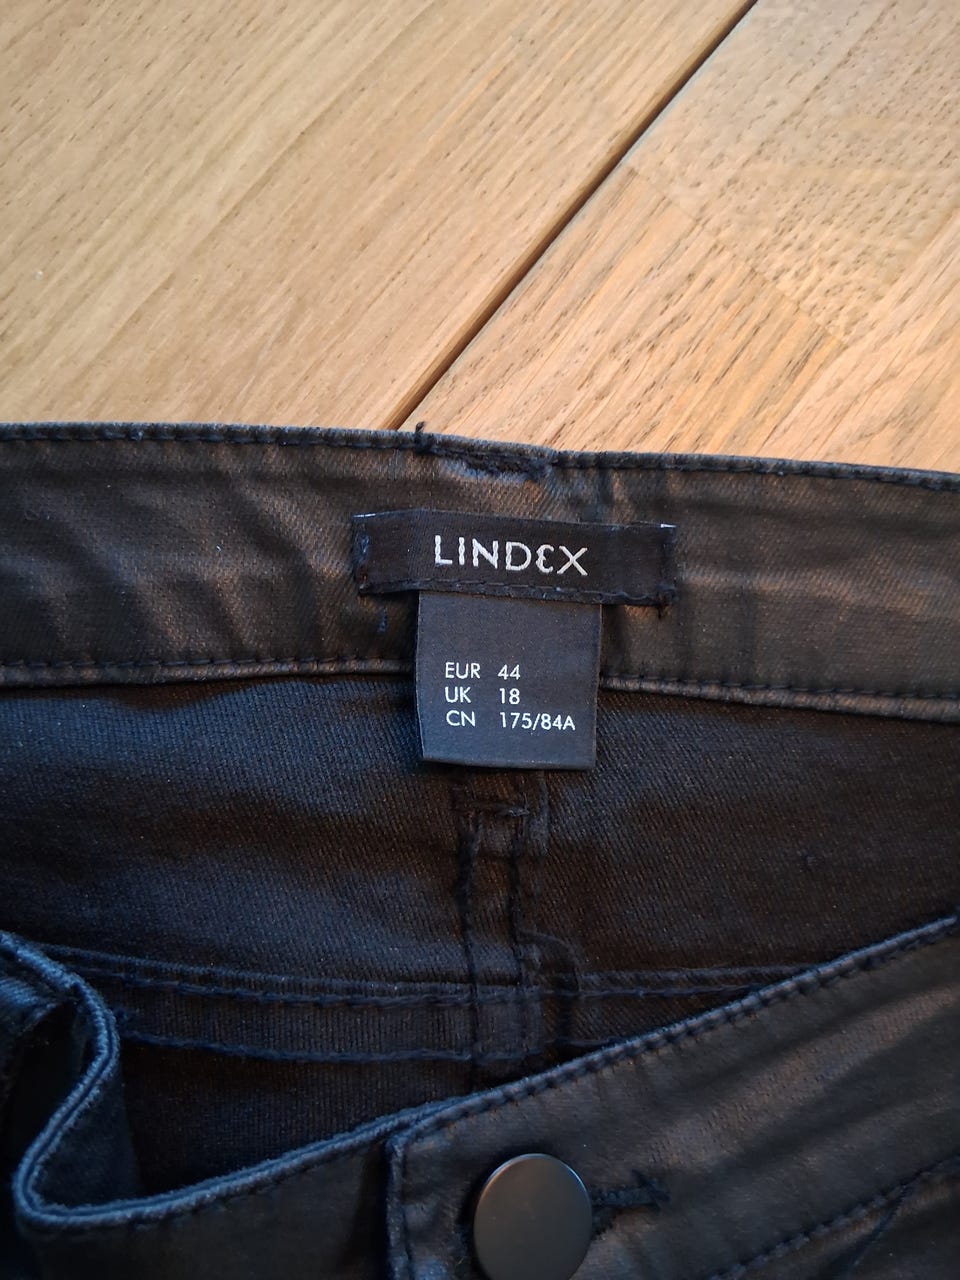 LINDEX
EUR 44
UK 18
CN 175/84A